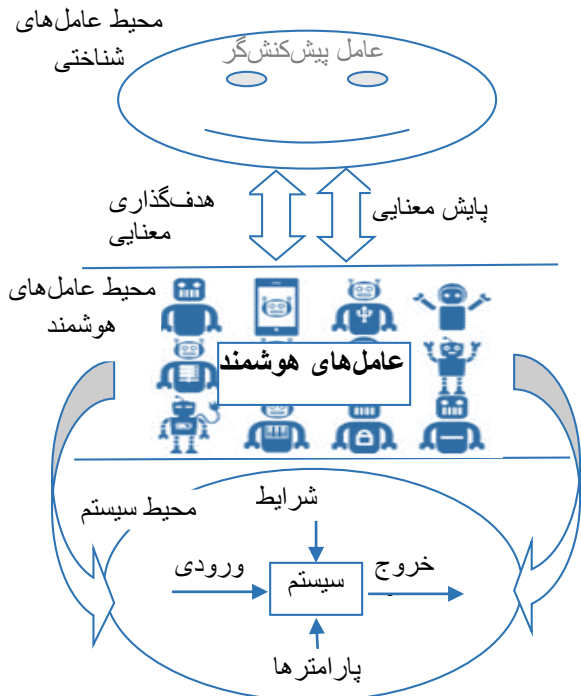 محیط عامل‌های
شناختی
عامل پیش‌کنش‌گر
هدف‌گذاری
معنایی
پایش معنایی
محیط عامل‌های
هوشمند
عامل‌های هوشمند
محیط سیستم
شرایط
ورودی
سیستم
خروج
پارامترها